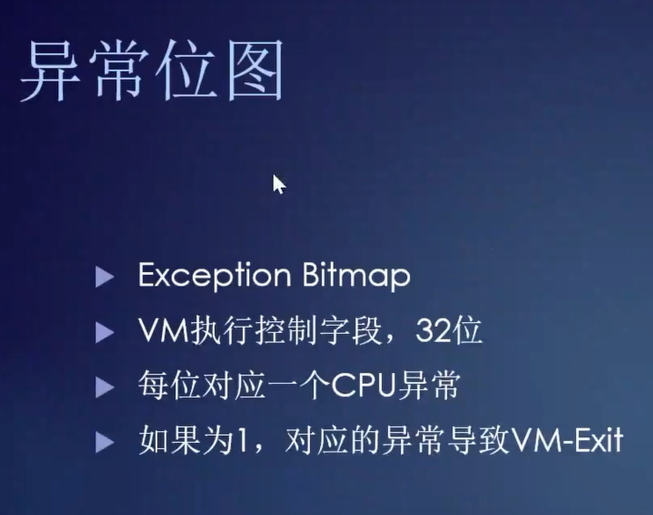 异常位图
Exception Bitmap
VM执行控制字段，32位
每位对应一个CPU异常
如果为1，对应的异常导致VM-Exit